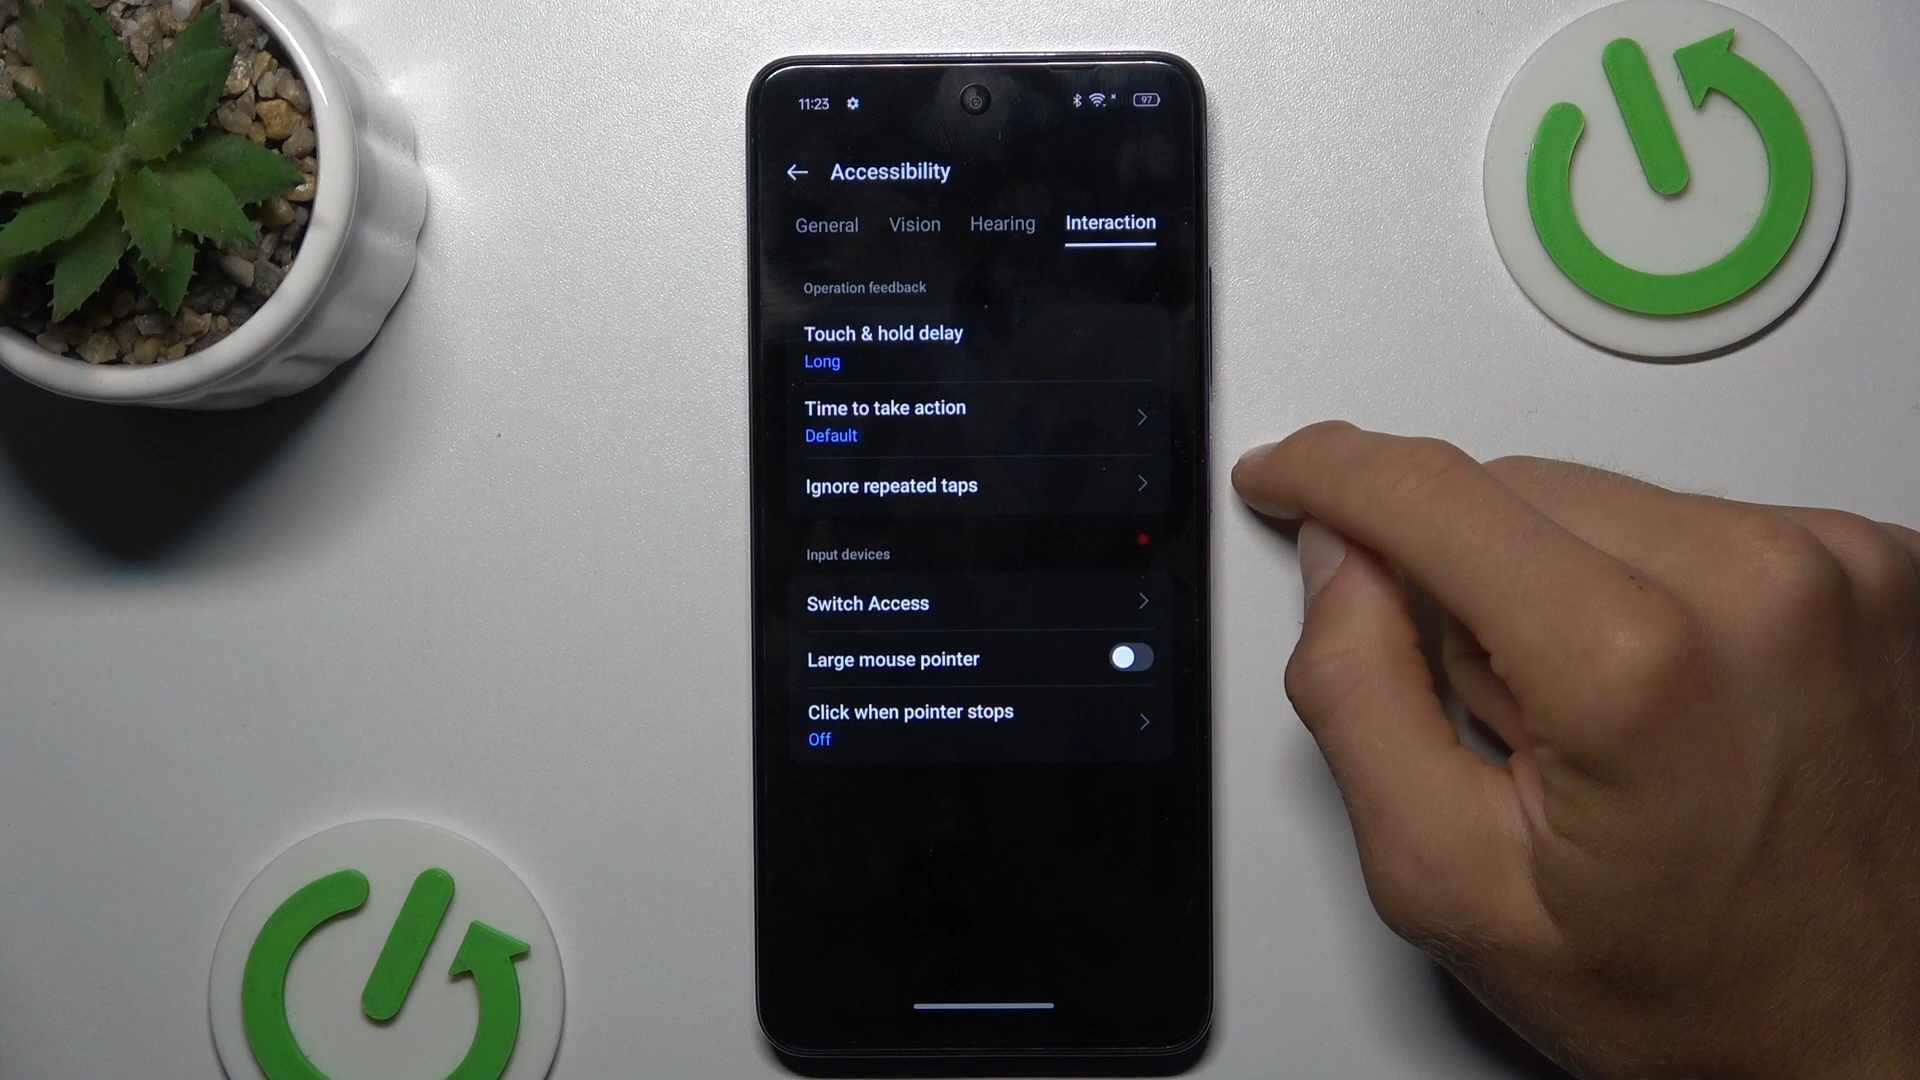 11:23
97
Accessibility
General Vision Hearing Interaction
Operation feedback
Touch & hold delay
Long
Time to take action
Default
Ignore repeated taps
Input devices
Switch Access
Large mouse pointer
Click when pointer stops
Off